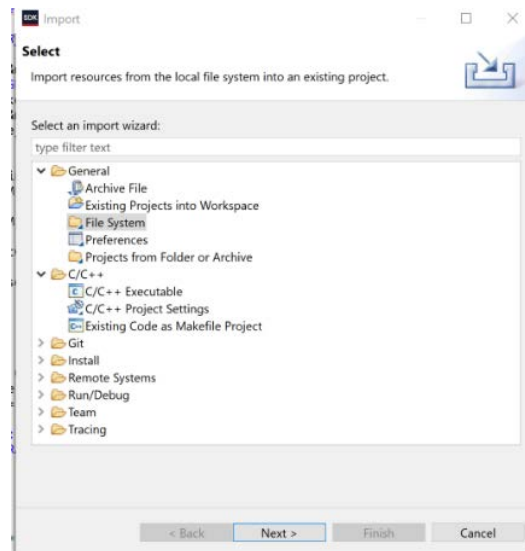 SDK Import
Select
Import resources from the local file system into an existing project.
Select an import wizard:
type filter text
General
Archive File
Existing Projects into Workspace
File System
Preferences
Projects from Folder or Archive
C/C++
C/C++ Executable
C/C++ Project Settings
Existing Code as Makefile Project
Git
Install
Remote Systems
Run/Debug
Team
Tracing
< Back Next > Finish Cancel